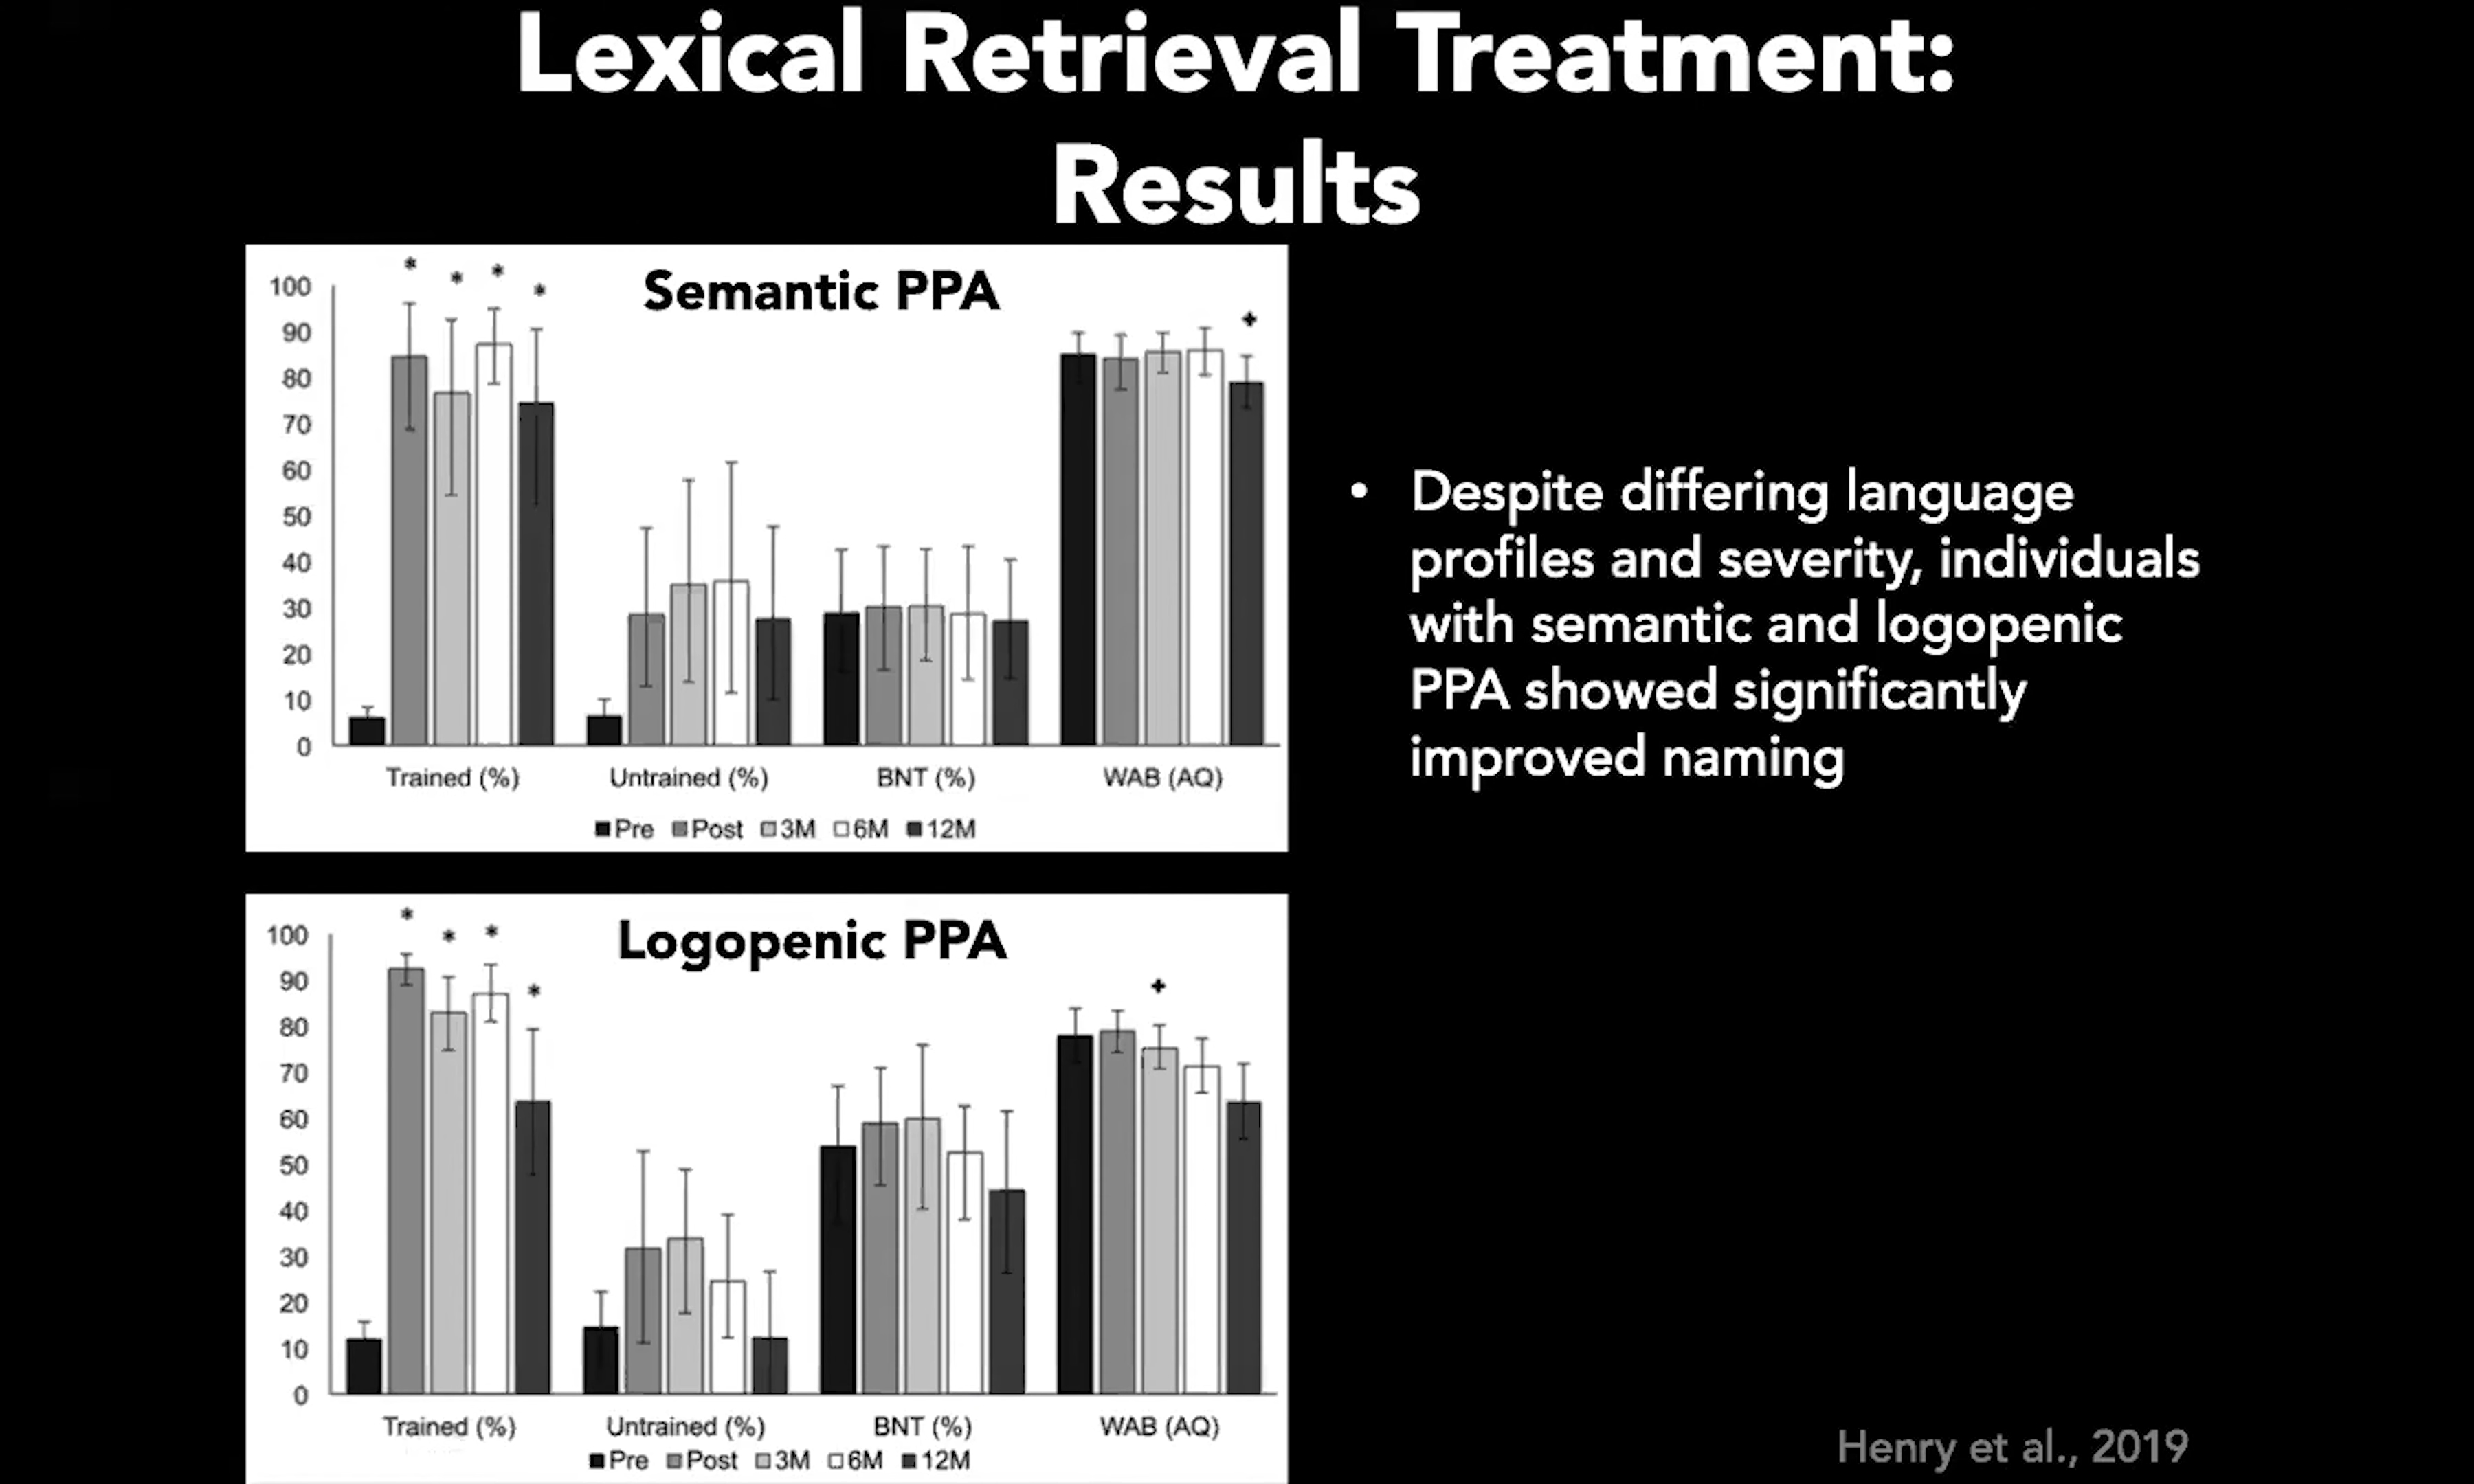 Lexical Retrieval Treatment:
Results
Semantic PPA
* * * *
✦
100
90
80
70
60
50
40
30
20
10
0
Trained (%) Untrained (%) BNT (%) WAB (AQ)
Pre Post 3M 6M 12M
• Despite differing language
profiles and severity, individuals
with semantic and logopenic
PPA showed significantly
improved naming
Logopenic PPA
* * * *
✦
100
90
80
70
60
50
40
30
20
10
0
Trained (%) Untrained (%) BNT (%) WAB (AQ)
Pre Post 3M 6M 12M
Henry et al., 2019